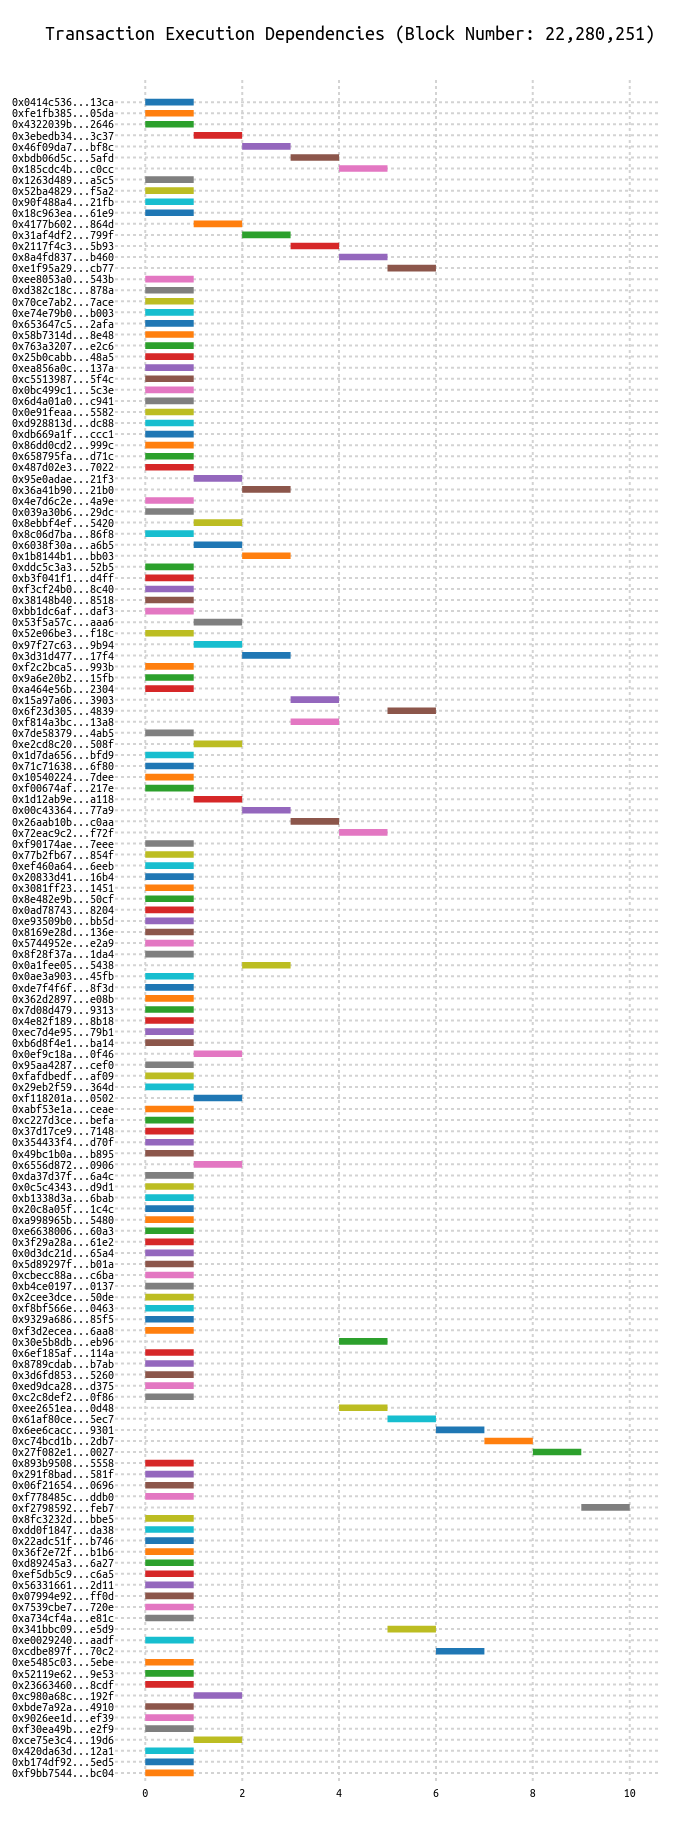 Transaction Execution Dependencies (Block Number: 22,280,251)
0x0414c536...13ca
0xfe1fb385...05da
0x4322039b...2646
0x3ebedb34...3c37
0x46f09da7...bf8c
0xbdb06d5c...5afd
0x185cdc4b...c0cc
0x1263d489...a5c5
0x52ba4829...f5a2
0x90f488a4...21fb
0x18c963ea...61e9
0x4177b602...864d
0x31af4df2...799f
0x2117f4c3...5b93
0x8a4fd837...b460
0xe1f95a29...cb77
0xee8053a0...543b
0xd382c18c...878a
0x70ce7ab2...7ace
0xe74e79b0...b003
0x653647c5...2afa
0x58b7314d...8e48
0x763a3207...e2c6
0x25b0cabb...48a5
0xea856a0c...137a
0xc5513987...5f4c
0x0bc499c1...5c3e
0x6d4a01a0...c941
0x0e91feaa...5582
0xd928813d...dc88
0xdb669a1f...ccc1
0x86dd0cd2...999c
0x658795fa...d71c
0x487d02e3...7022
0x95e0adae...21f3
0x36a41b90...21b0
0x4e7d6c2e...4a9e
0x039a30b6...29dc
0x8ebbf4ef...5420
0x8c06d7ba...86f8
0x6038f30a...a6b5
0x1b8144b1...bb03
0xddc5c3a3...52b5
0xb3f041f1...d4ff
0xf3cf24b0...8c40
0x38148b40...8518
0xbb1dc6af...daf3
0x53f5a57c...aaa6
0x52e06be3...f18c
0x97f27c63...9b94
0x3d31d477...17f4
0xf2c2bca5...993b
0x9a6e20b2...15fb
0xa464e56b...2304
0x15a97a06...3903
0x6f23d305...4839
0xf814a3bc...13a8
0x7de58379...4ab5
0xe2cd8c20...508f
0x1d7da656...bfd9
0x71c71638...6f80
0x10540224...7dee
0xf00674af...217e
0x1d12ab9e...a118
0x00c43364...77a9
0x26aab10b...c0aa
0x72eac9c2...f72f
0xf90174ae...7eee
0x77b2fb67...854f
0xef460a64...6eeb
0x20833d41...16b4
0x3081ff23...1451
0x8e482e9b...50cf
0x0ad78743...8204
0xe93509b0...bb5d
0x8169e28d...136e
0x5744952e...e2a9
0x8f28f37a...1da4
0x0a1fee05...5438
0x0ae3a903...45fb
0xde7f4f6f...8f3d
0x362d2897...e08b
0x7d08d479...9313
0x4e82f189...8b18
0xec7d4e95...79b1
0xb6d8f4e1...ba14
0x0ef9c18a...0f46
0x95aa4287...cef0
0xfafdbedf...af09
0x29eb2f59...364d
0xf118201a...0502
0xabf53e1a...ceae
0xc227d3ce...befa
0x37d17ce9...7148
0x354433f4...d70f
0x49bc1b0a...b895
0x6556d872...0906
0xda37d37f...6a4c
0x0c5c4343...d9d1
0xb1338d3a...6bab
0x20c8a05f...1c4c
0xa998965b...5480
0xe6638006...60a3
0x3f29a28a...61e2
0x0d3dc21d...65a4
0x5d89297f...b01a
0xcbecc88a...c6ba
0xb4ce0197...0137
0x2cee3dce...50de
0xf8bf566e...0463
0x9329a686...85f5
0xf3d2ecea...6aa8
0x30e5b8db...eb96
0x6ef185af...114a
0x8789cdab...b7ab
0x3d6fd853...5260
0xed9dca28...d375
0xc2c8def2...0f86
0xee2651ea...0d48
0x61af80ce...5ec7
0x6ee6cacc...9301
0xc74bcd1b...2db7
0x27f082e1...0027
0x893b9508...5558
0x291f8bad...581f
0x06f21654...0696
0xf778485c...ddb0
0xf2798592...feb7
0x8fc3232d...bbe5
0xdd0f1847...da38
0x22adc51f...b746
0x36f2e72f...b1b6
0xd89245a3...6a27
0xef5db5c9...c6a5
0x56331661...2d11
0x07994e92...ff0d
0x7539cbe7...720e
0xa734cf4a...e81c
0x341bbc09...e5d9
0xe0029240...aadf
0xcdbe897f...70c2
0xe5485c03...5ebe
0x52119e62...9e53
0x23663460...8cdf
0xc980a68c...192f
0xbde7a92a...4910
0x9026ee1d...ef39
0xf30ea49b...e2f9
0xce75e3c4...19d6
0x420da63d...12a1
0xb174df92...5ed5
0xf9bb7544...bc04
0 2 4 6 8 10